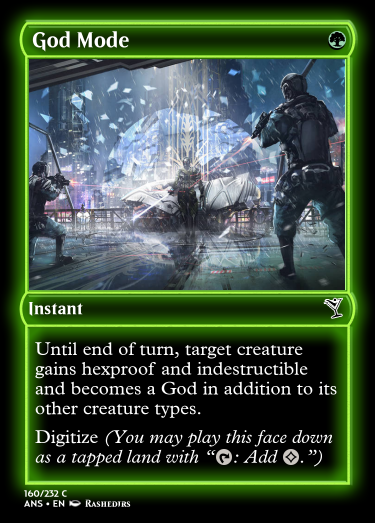 God Mode
Instant
Until end of turn, target creature
gains hexproof and indestructible
and becomes a God in addition to its
other creature types.
Digitize (You may play this face down
as a tapped land with “: Add .”)
160/232 C
ANS • EN RASHEDJRS